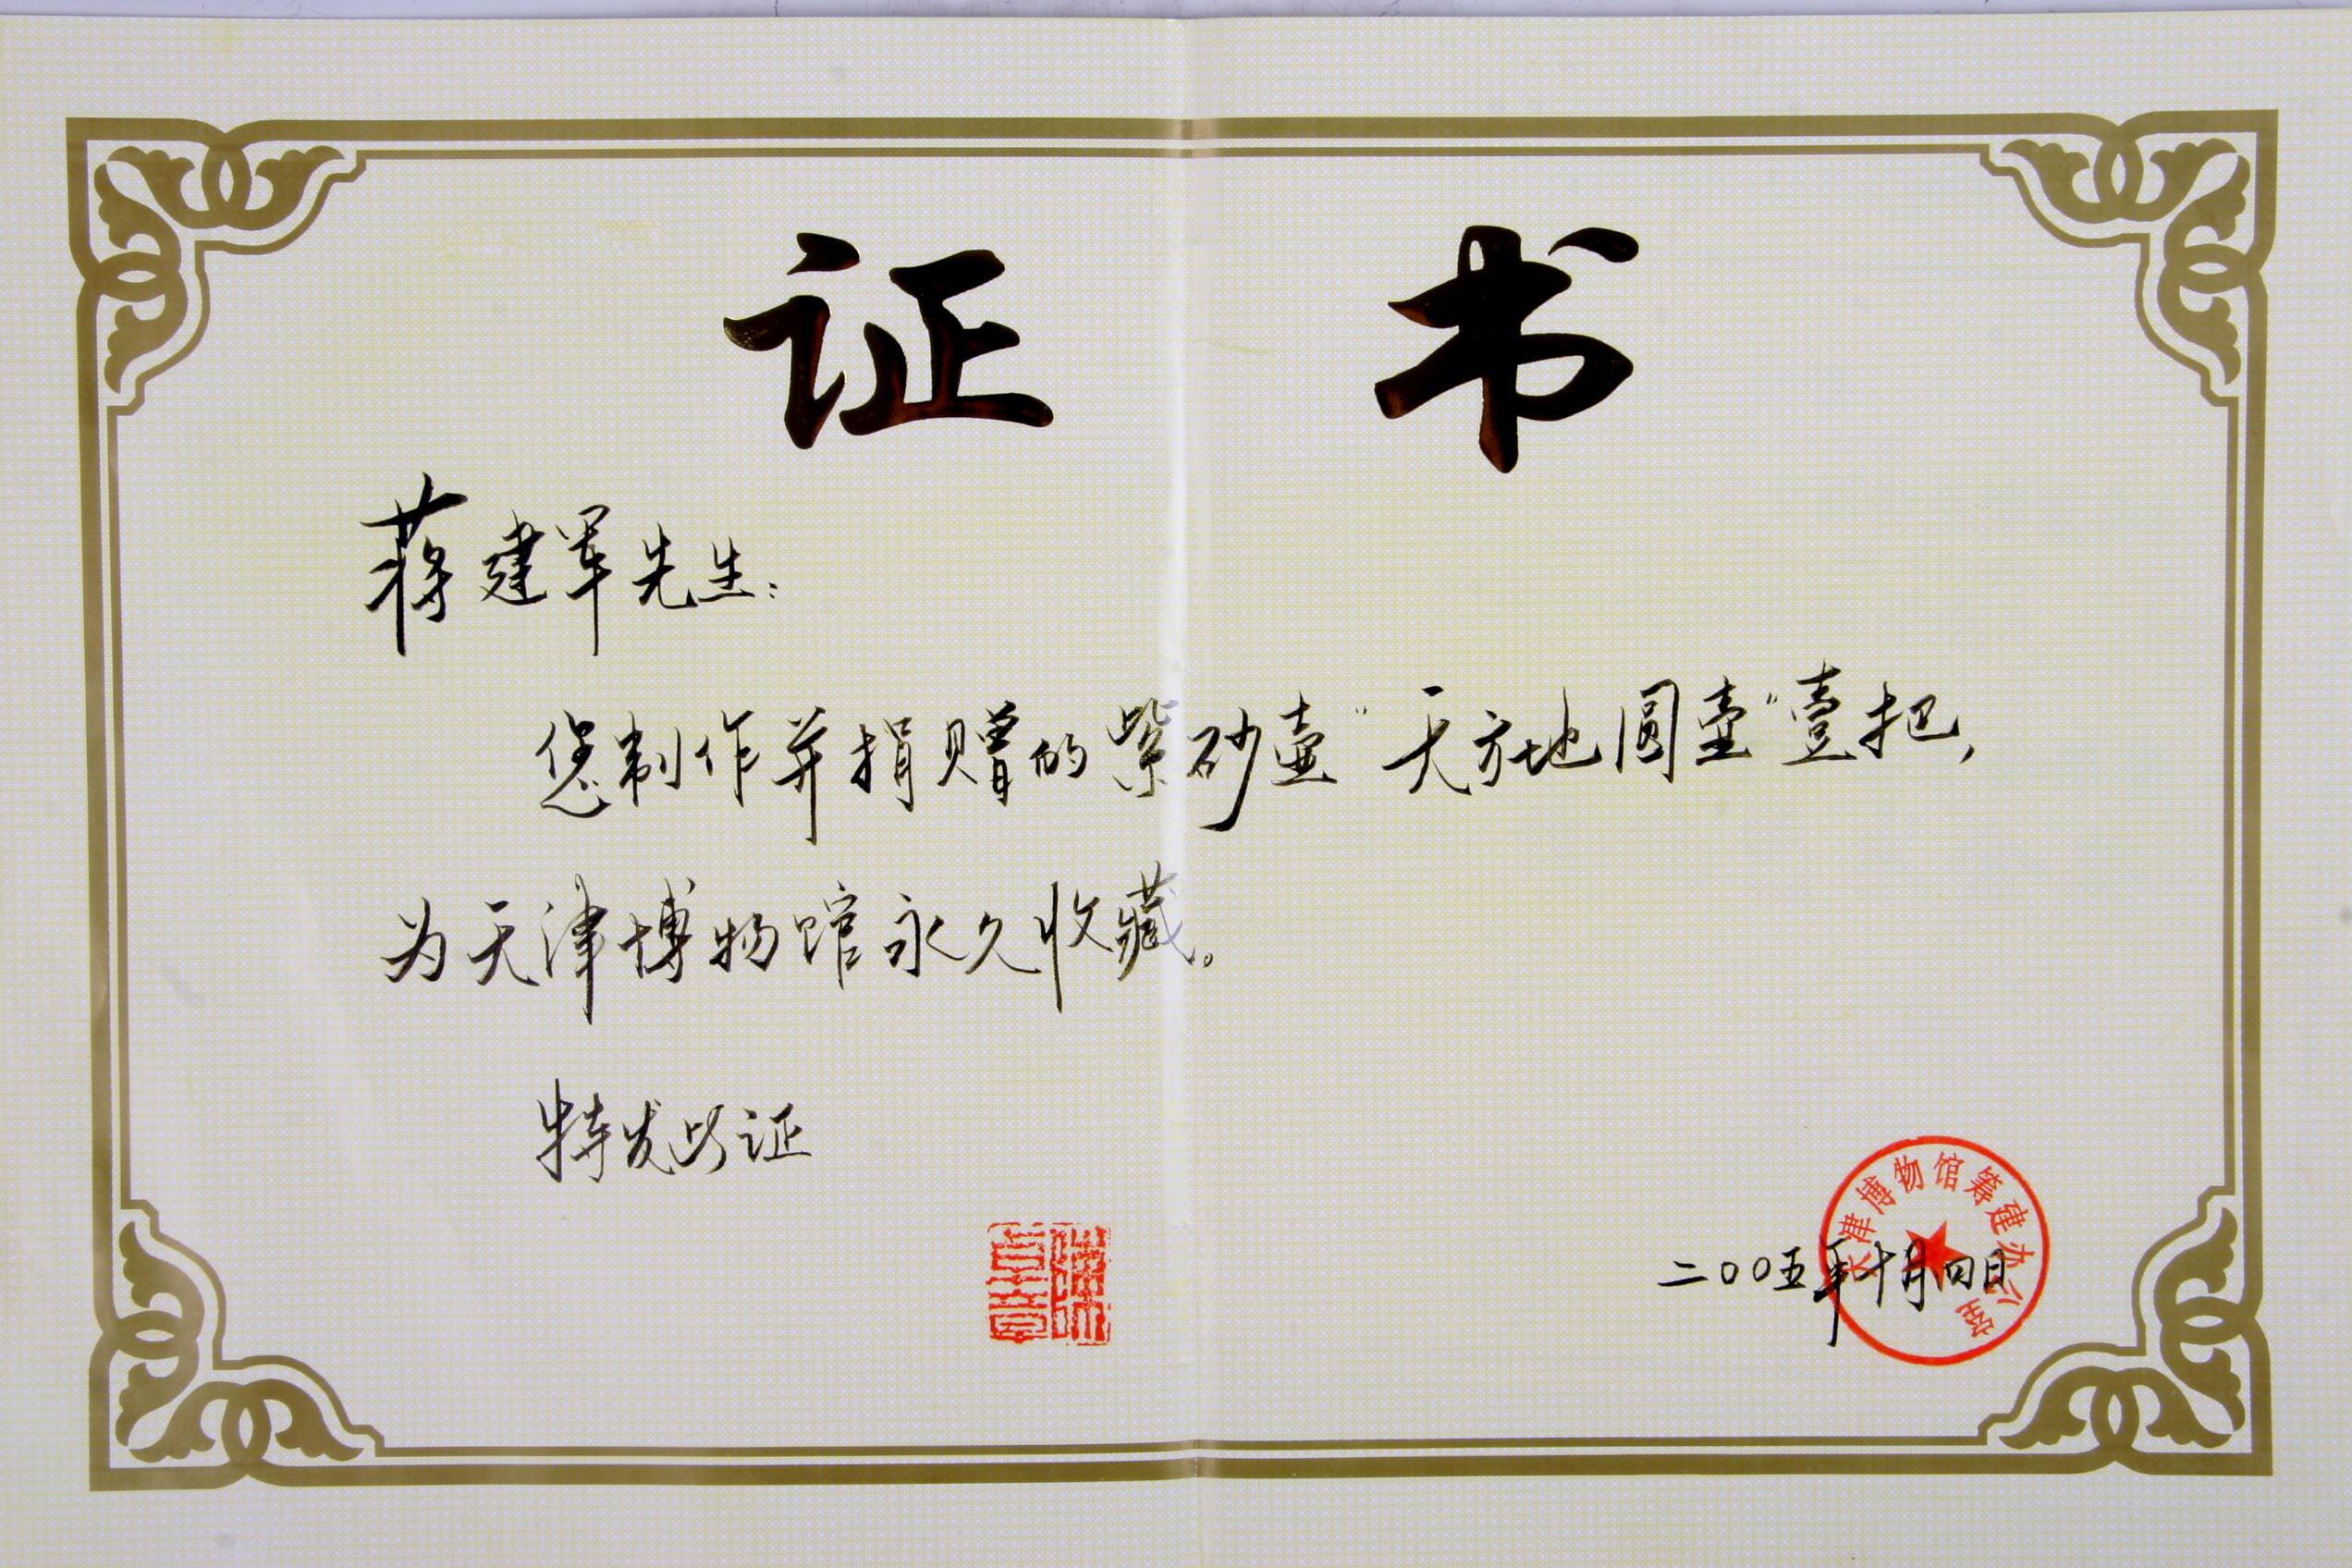 证书
蒋建军先生:
您制作并捐赠的紫砂壶“天方地圆壶”壹把,
为天津博物馆永久收藏。
特发此证
二〇〇五年十月四日
天津博物馆筹建办公室